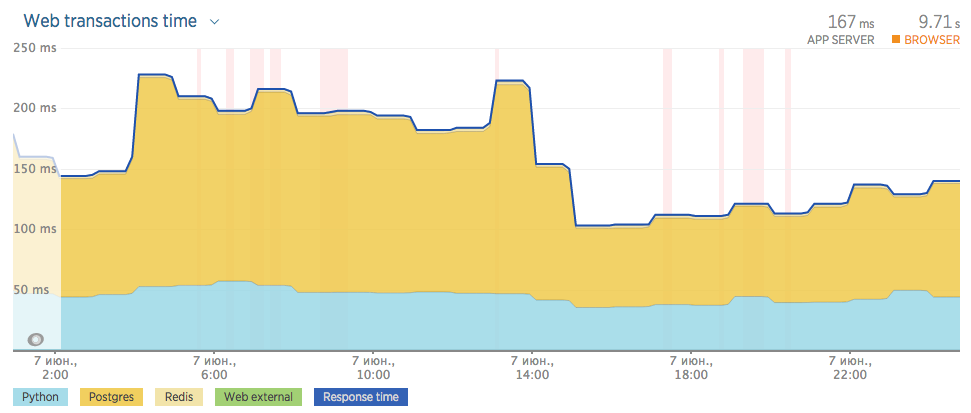 Web transactions time
167 ms
APP SERVER
9.71 s
BROWSER
250 ms
200 ms
150 ms
100 ms
50 ms
7 июн., 7 июн., 7 июн., 7 июн., 7 июн., 7 июн.,
2:00 6:00 10:00 14:00 18:00 22:00
Python Postgres Redis Web external Response time